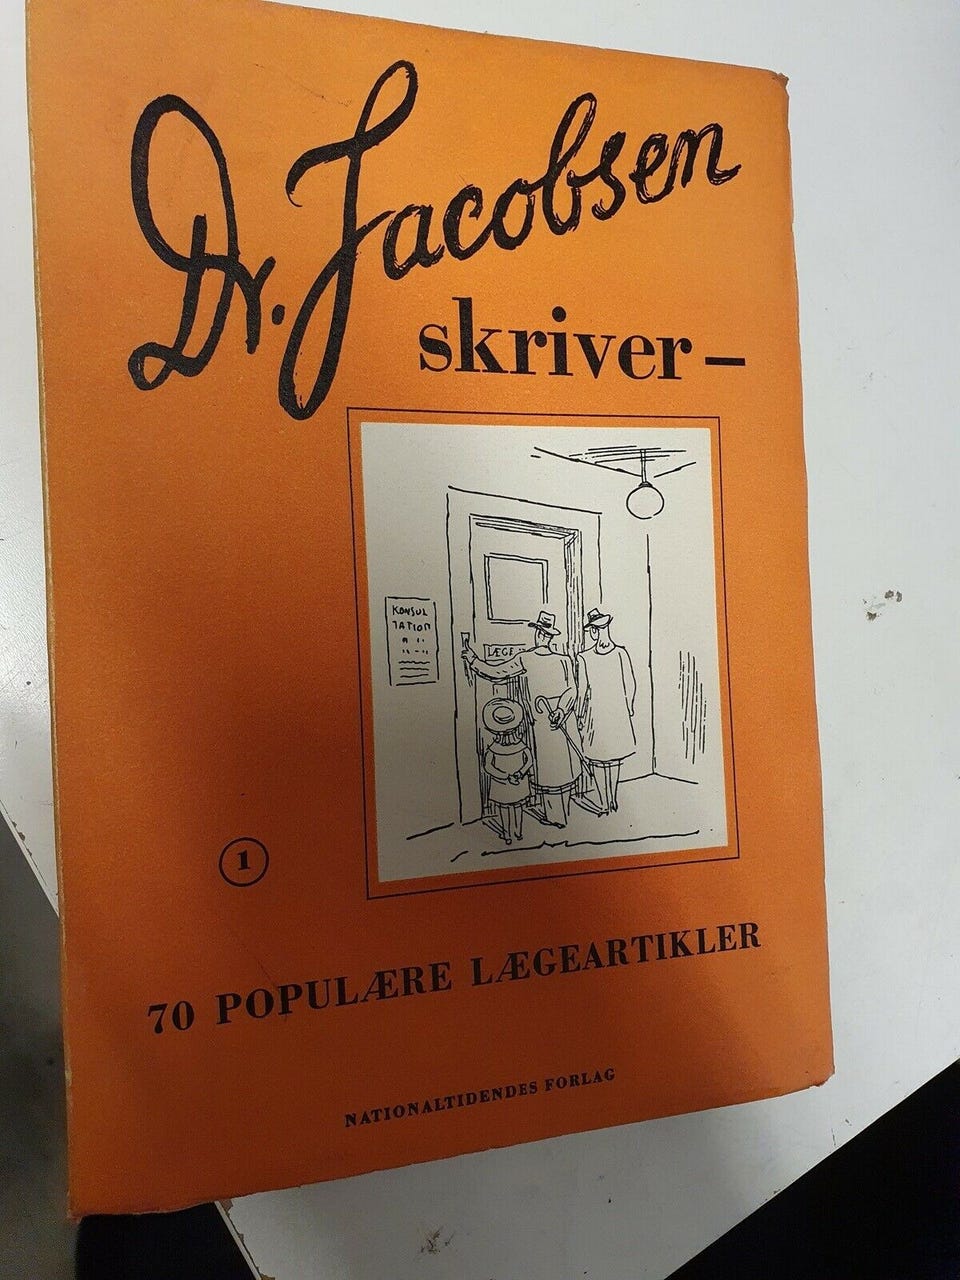 Dr. Jacobsen
skriver–
KONSUL
TATION
LÆGE
1
70 POPULÆRE LÆGEARTIKLER
NATIONALTIDENDES FORLAG